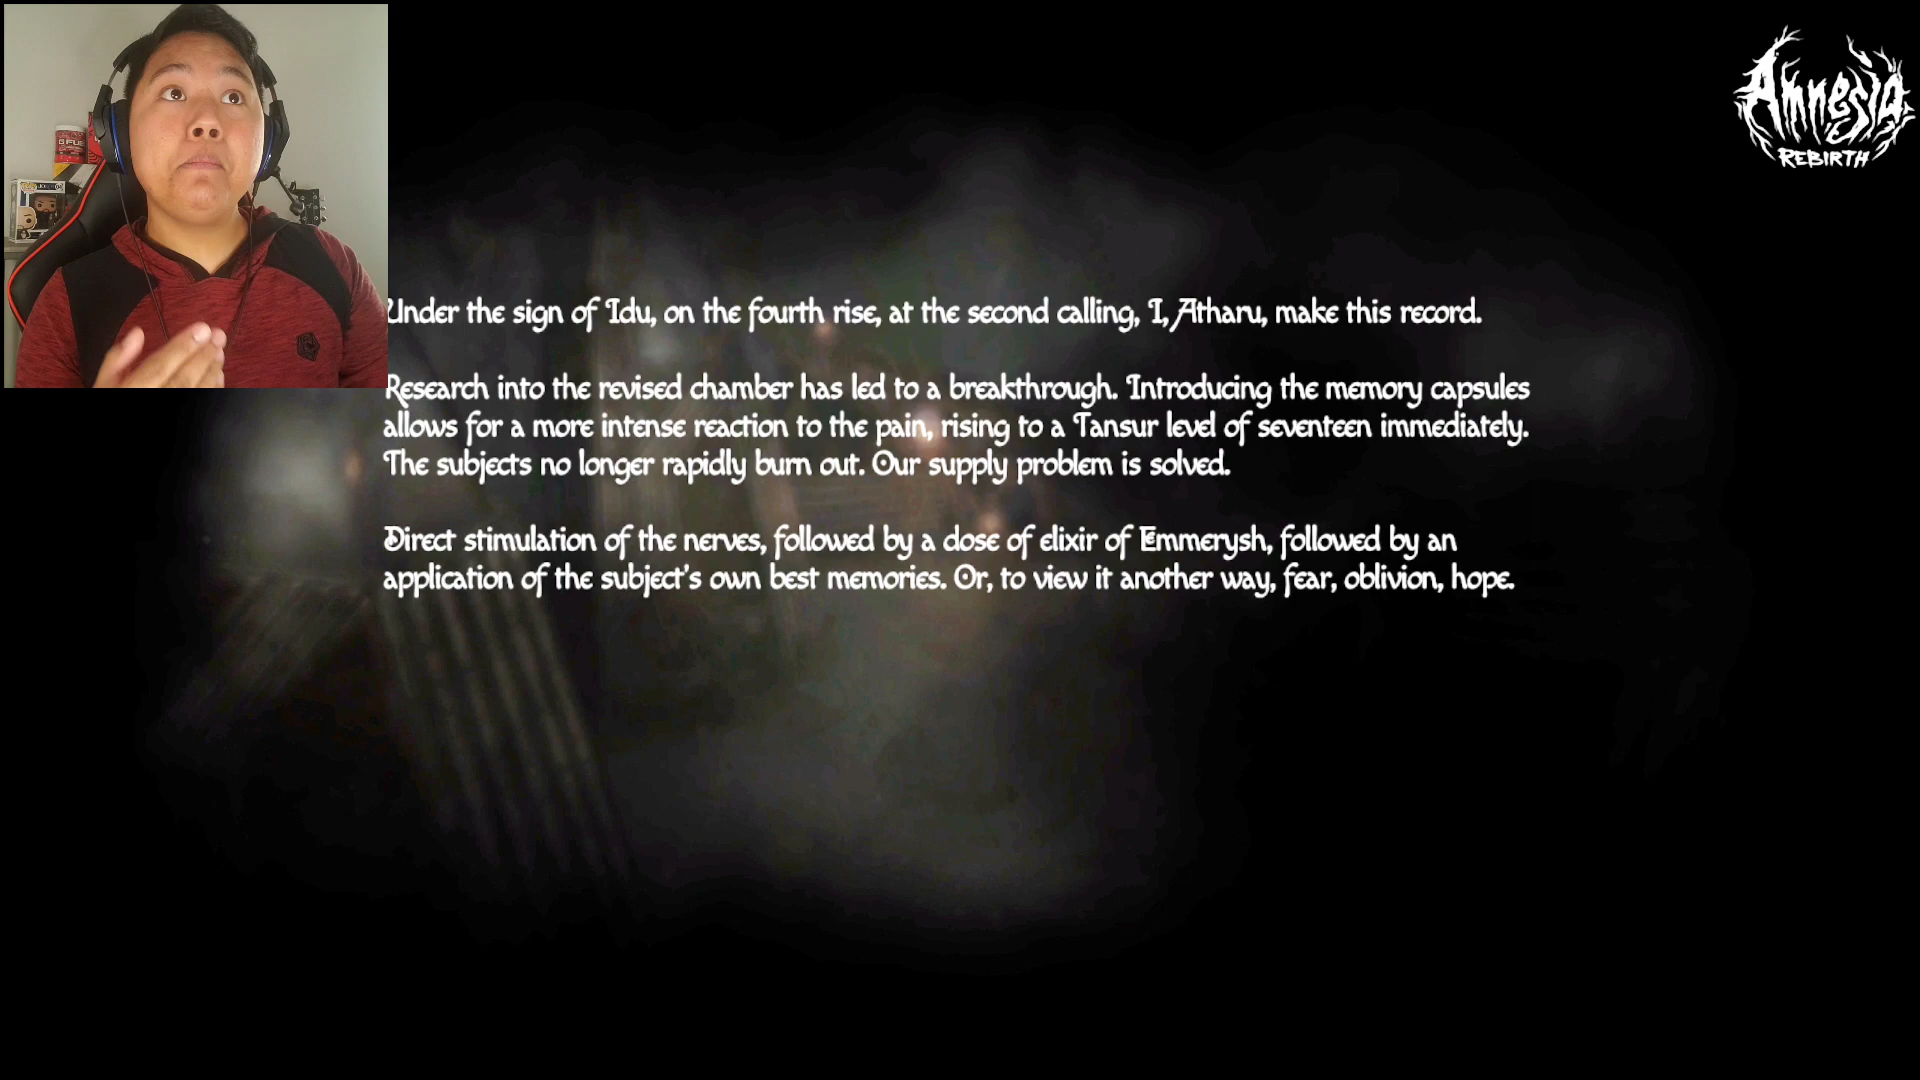 Amnesia
REBIRTH
G FUEL
Under the sign of Idu, on the fourth rise, at the second calling, I, Atharu, make this record.
Research into the revised chamber has led to a breakthrough. Introducing the memory capsules
allows for a more intense reaction to the pain, rising to a Tansur level of seventeen immediately.
The subjects no longer rapidly burn out. Our supply problem is solved.
Direct stimulation of the nerves, followed by a dose of elixir of Emmerysh, followed by an
application of the subject's own best memories. Or, to view it another way, fear, oblivion, hope.